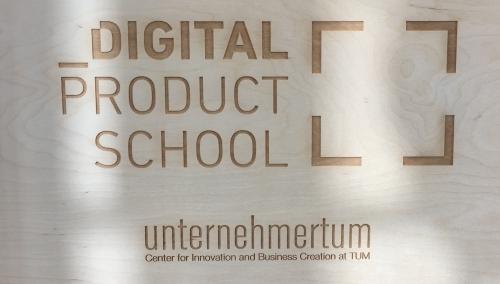 _DIGITAL
PRODUCT
SCHOOL
unternehmertum
Center for Innovation and Business Creation at TUM